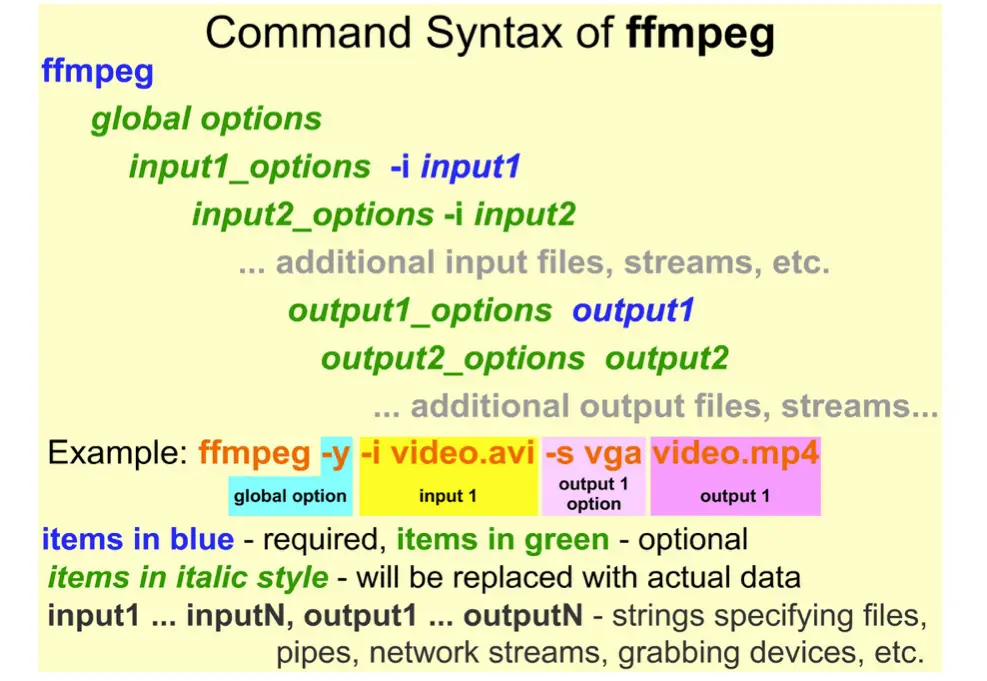 Command Syntax of ffmpeg
ffmpeg
global options
input1_options -i input1
input2_options -i input2
... additional input files, streams, etc.
output1_options output1
output2_options output2
... additional output files, streams...
Example: ffmpeg -y -i video.avi -s vga video.mp4
global option input 1 output 1 option output 1
items in blue - required, items in green - optional
items in italic style - will be replaced with actual data
input1 ... inputN, output1 ... outputN - strings specifying files,
pipes, network streams, grabbing devices, etc.